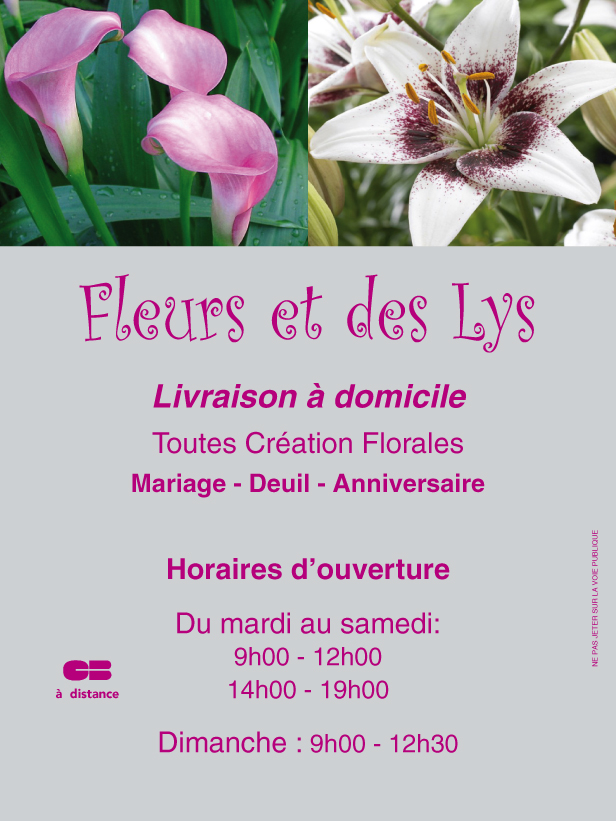 Fleurs et des Lys
Livraison à domicile
Toutes Création Florales
Mariage - Deuil - Anniversaire
Horaires d’ouverture
Du mardi au samedi:
9h00 - 12h00
14h00 - 19h00
CB
à distance
Dimanche : 9h00 - 12h30
NE PAS JETER SUR LA VOIE PUBLIQUE